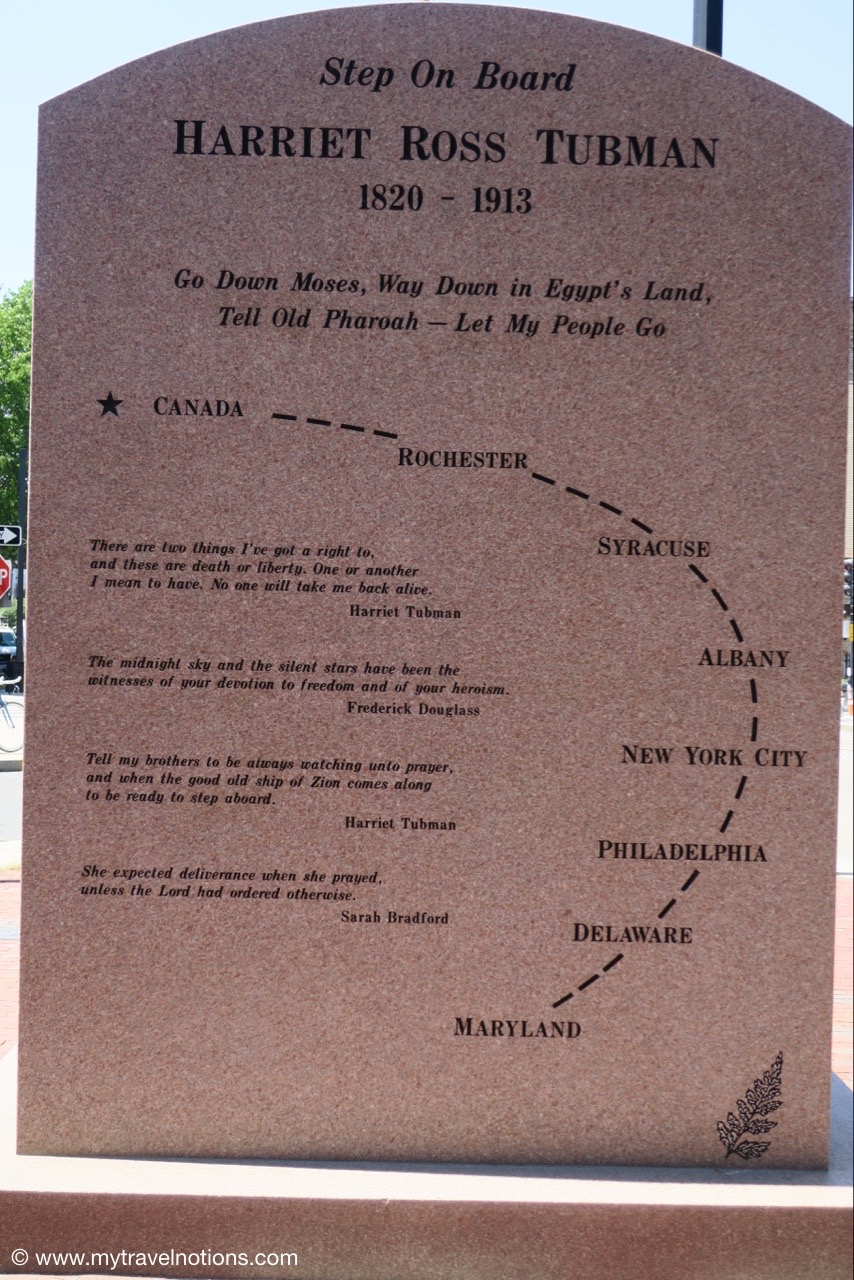 Step On Board
HARRIET ROSS TUBMAN
1820 - 1913
Go Down Moses, Way Down in Egypt's Land,
Tell Old Pharoah — Let My People Go
★ CANADA
ROCHESTER
SYRACUSE
ALBANY
NEW YORK CITY
PHILADELPHIA
DELAWARE
MARYLAND
There are two things I've got a right to,
and these are death or liberty. One or another
I mean to have. No one will take me back alive.
Harriet Tubman
The midnight sky and the silent stars have been the
witnesses of your devotion to freedom and of your heroism.
Frederick Douglass
Tell my brothers to be always watching unto prayer,
and when the good old ship of Zion comes along
to be ready to step aboard.
Harriet Tubman
She expected deliverance when she prayed,
unless the Lord had ordered otherwise.
Sarah Bradford
© www.mytravelnotions.com